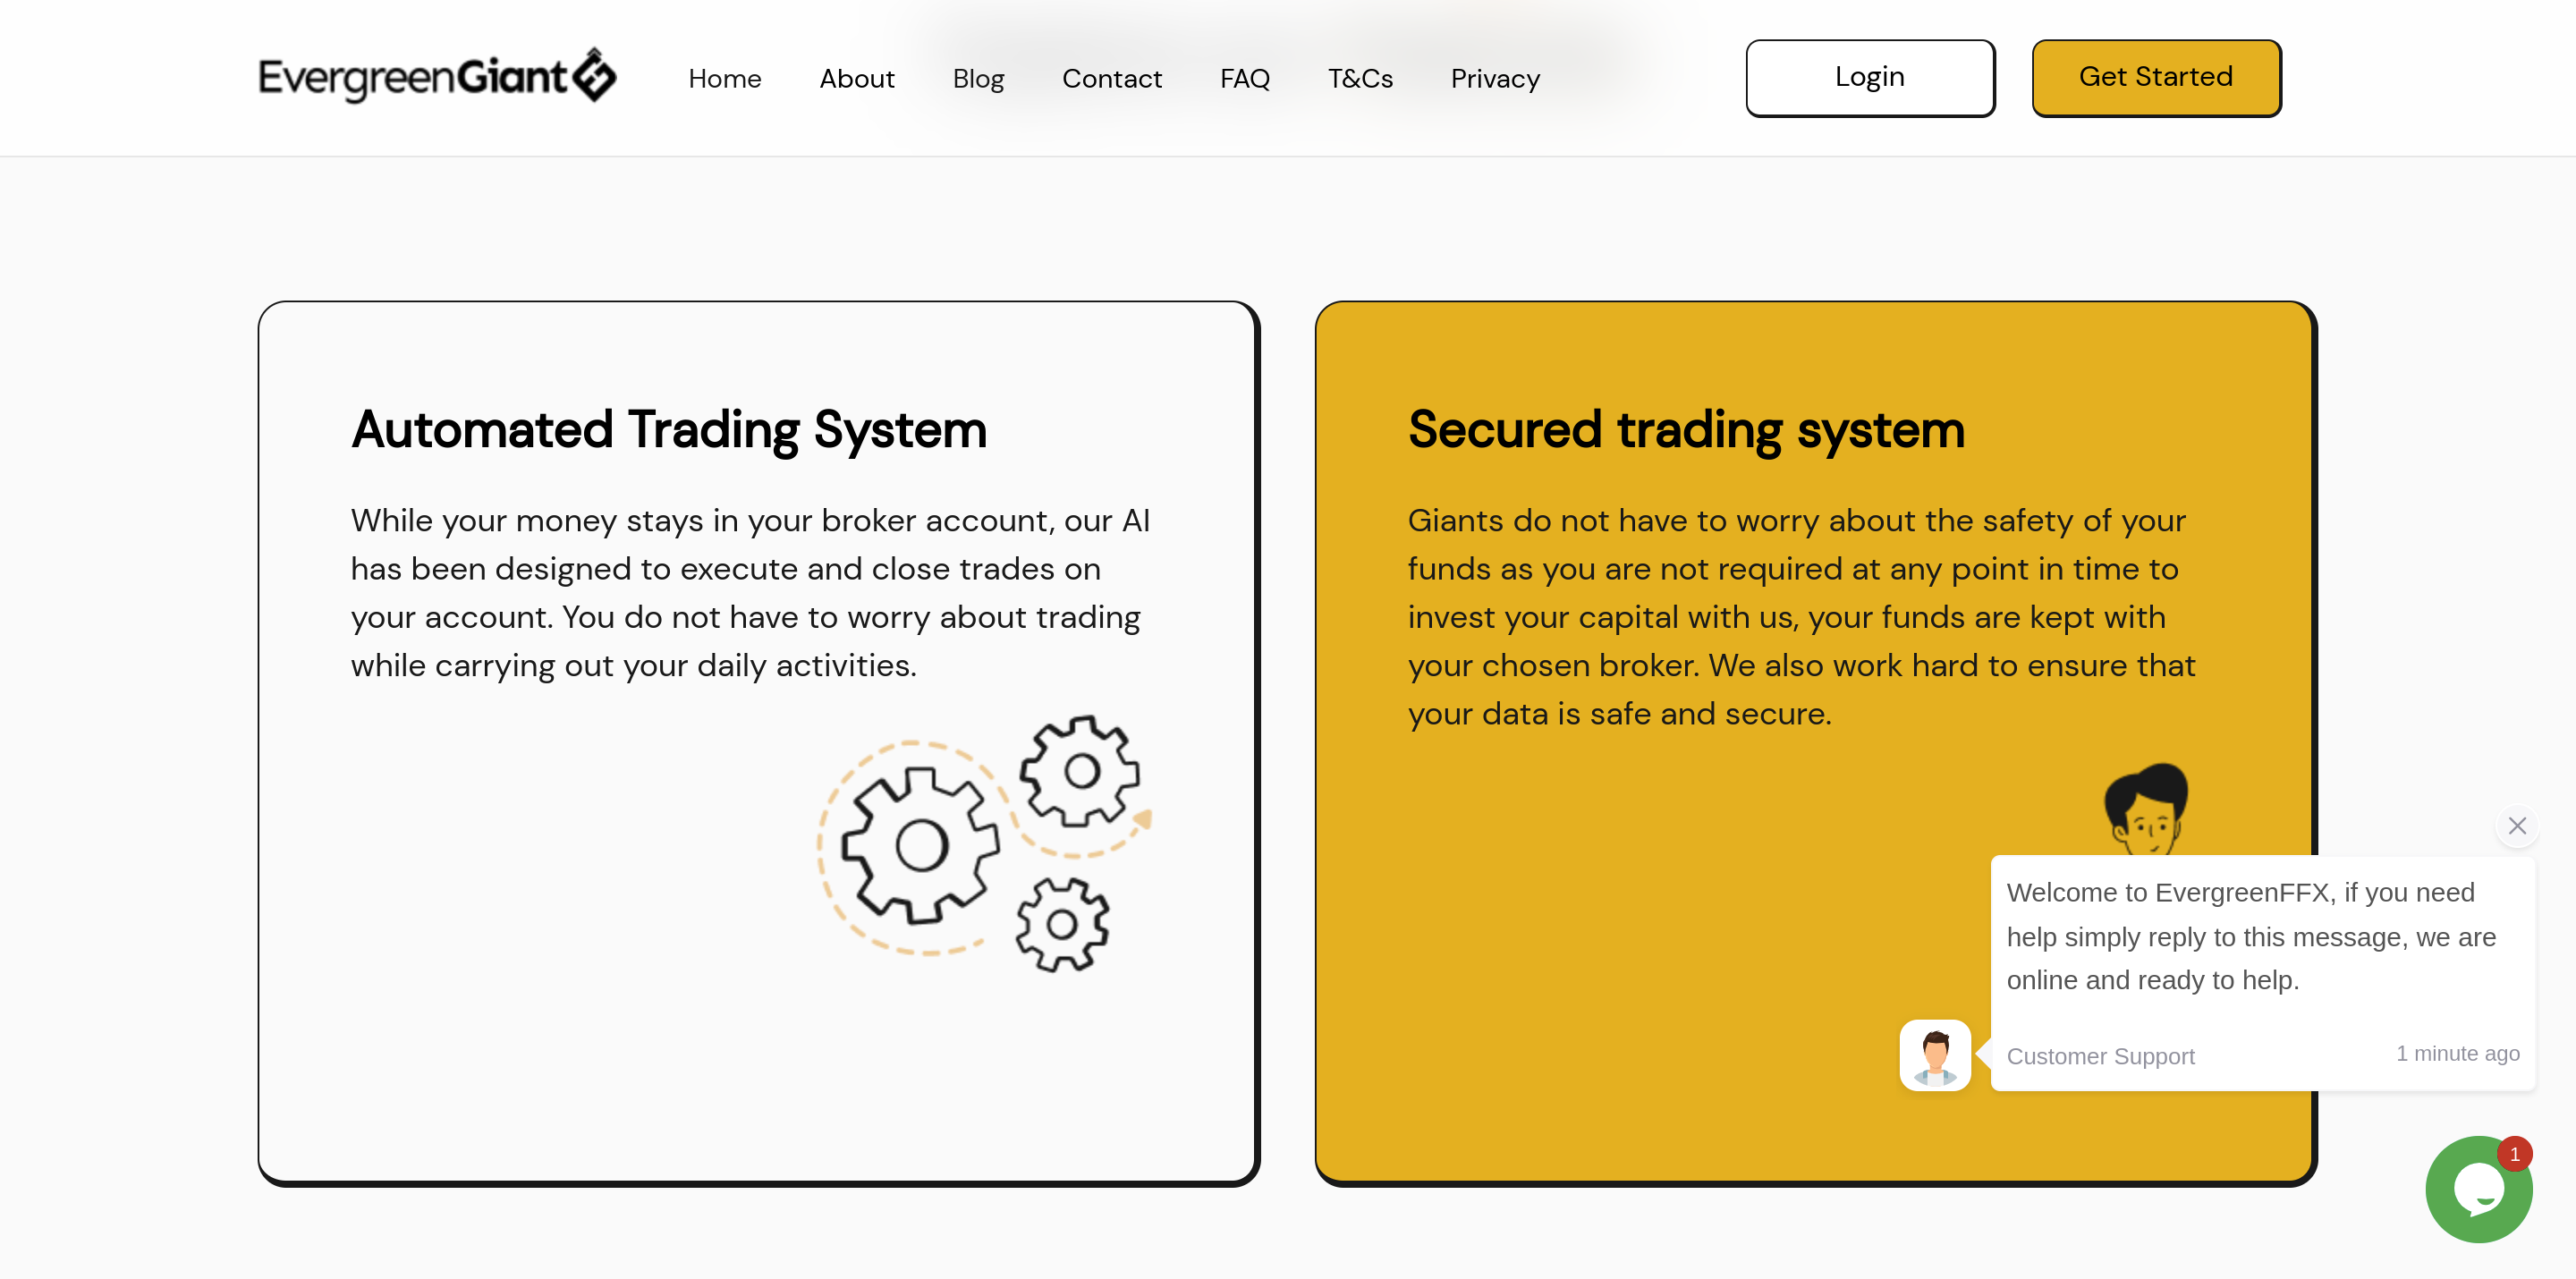 EvergreenGiant
Home About Blog Contact FAQ T&Cs Privacy
Login
Get Started
Automated Trading System
While your money stays in your broker account, our AI
has been designed to execute and close trades on
your account. You do not have to worry about trading
while carrying out your daily activities.
Secured trading system
Giants do not have to worry about the safety of your
funds as you are not required at any point in time to
invest your capital with us, your funds are kept with
your chosen broker. We also work hard to ensure that
your data is safe and secure.
Welcome to EvergreenFFX, if you need
help simply reply to this message, we are
online and ready to help.
Customer Support
1 minute ago
1